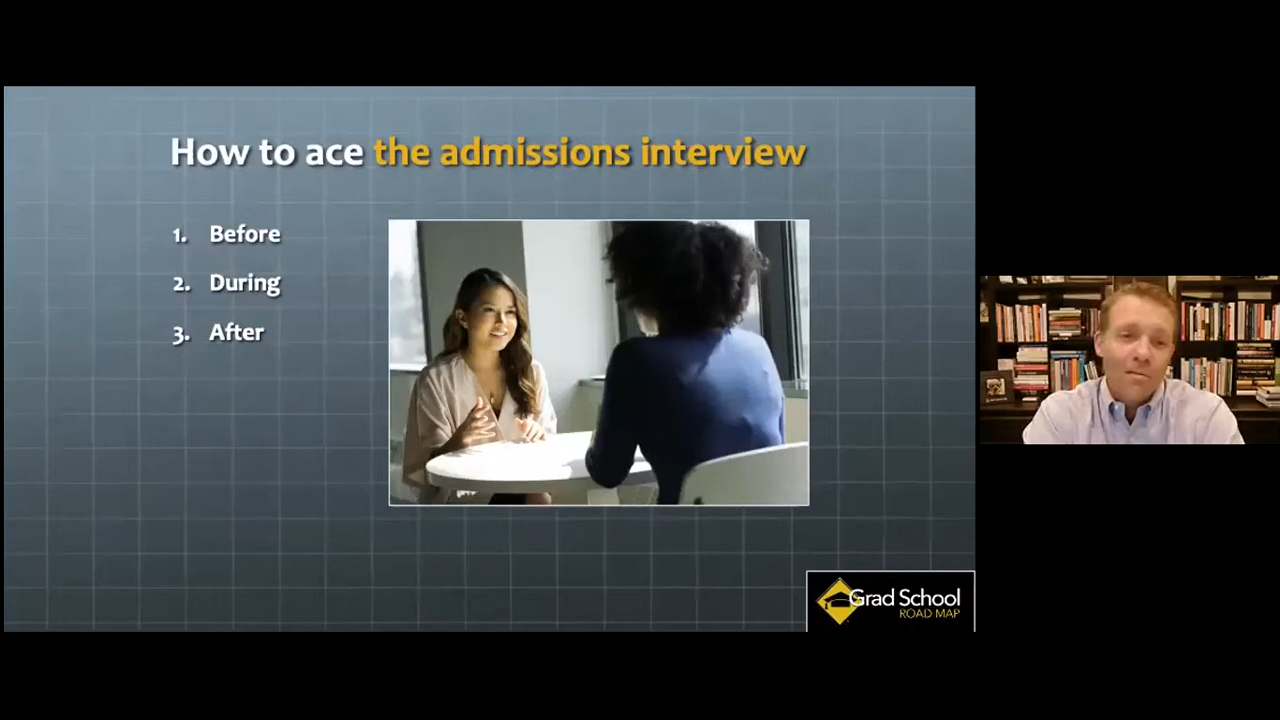 How to ace the admissions interview
1. Before
2. During
3. After
Grad School
ROAD MAP